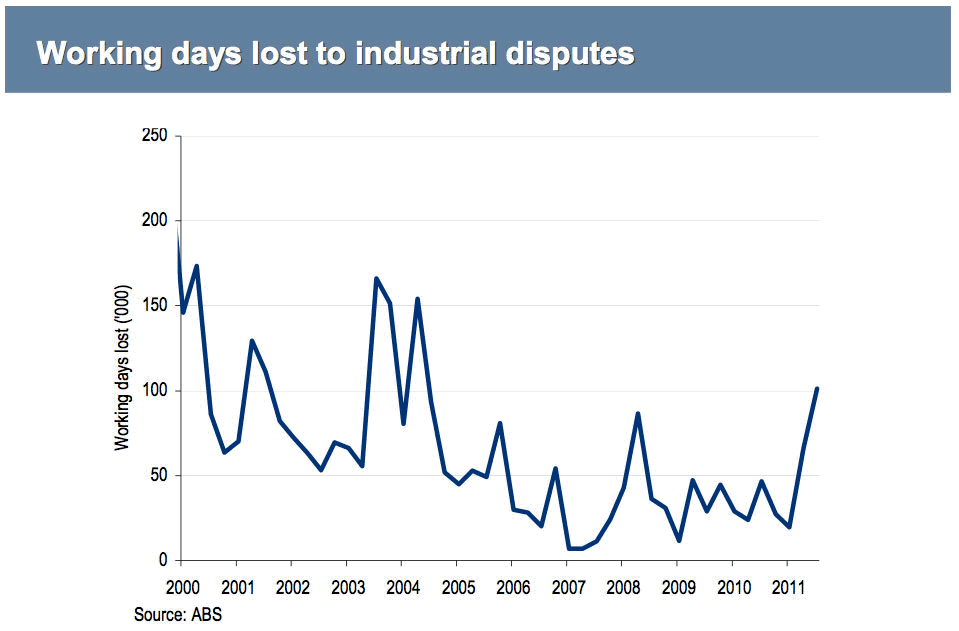 Working days lost to industrial disputes
250
200
150
100
50
0
Working days lost ('000)
2000 2001 2002 2003 2004 2005 2006 2007 2008 2009 2010 2011
Source: ABS